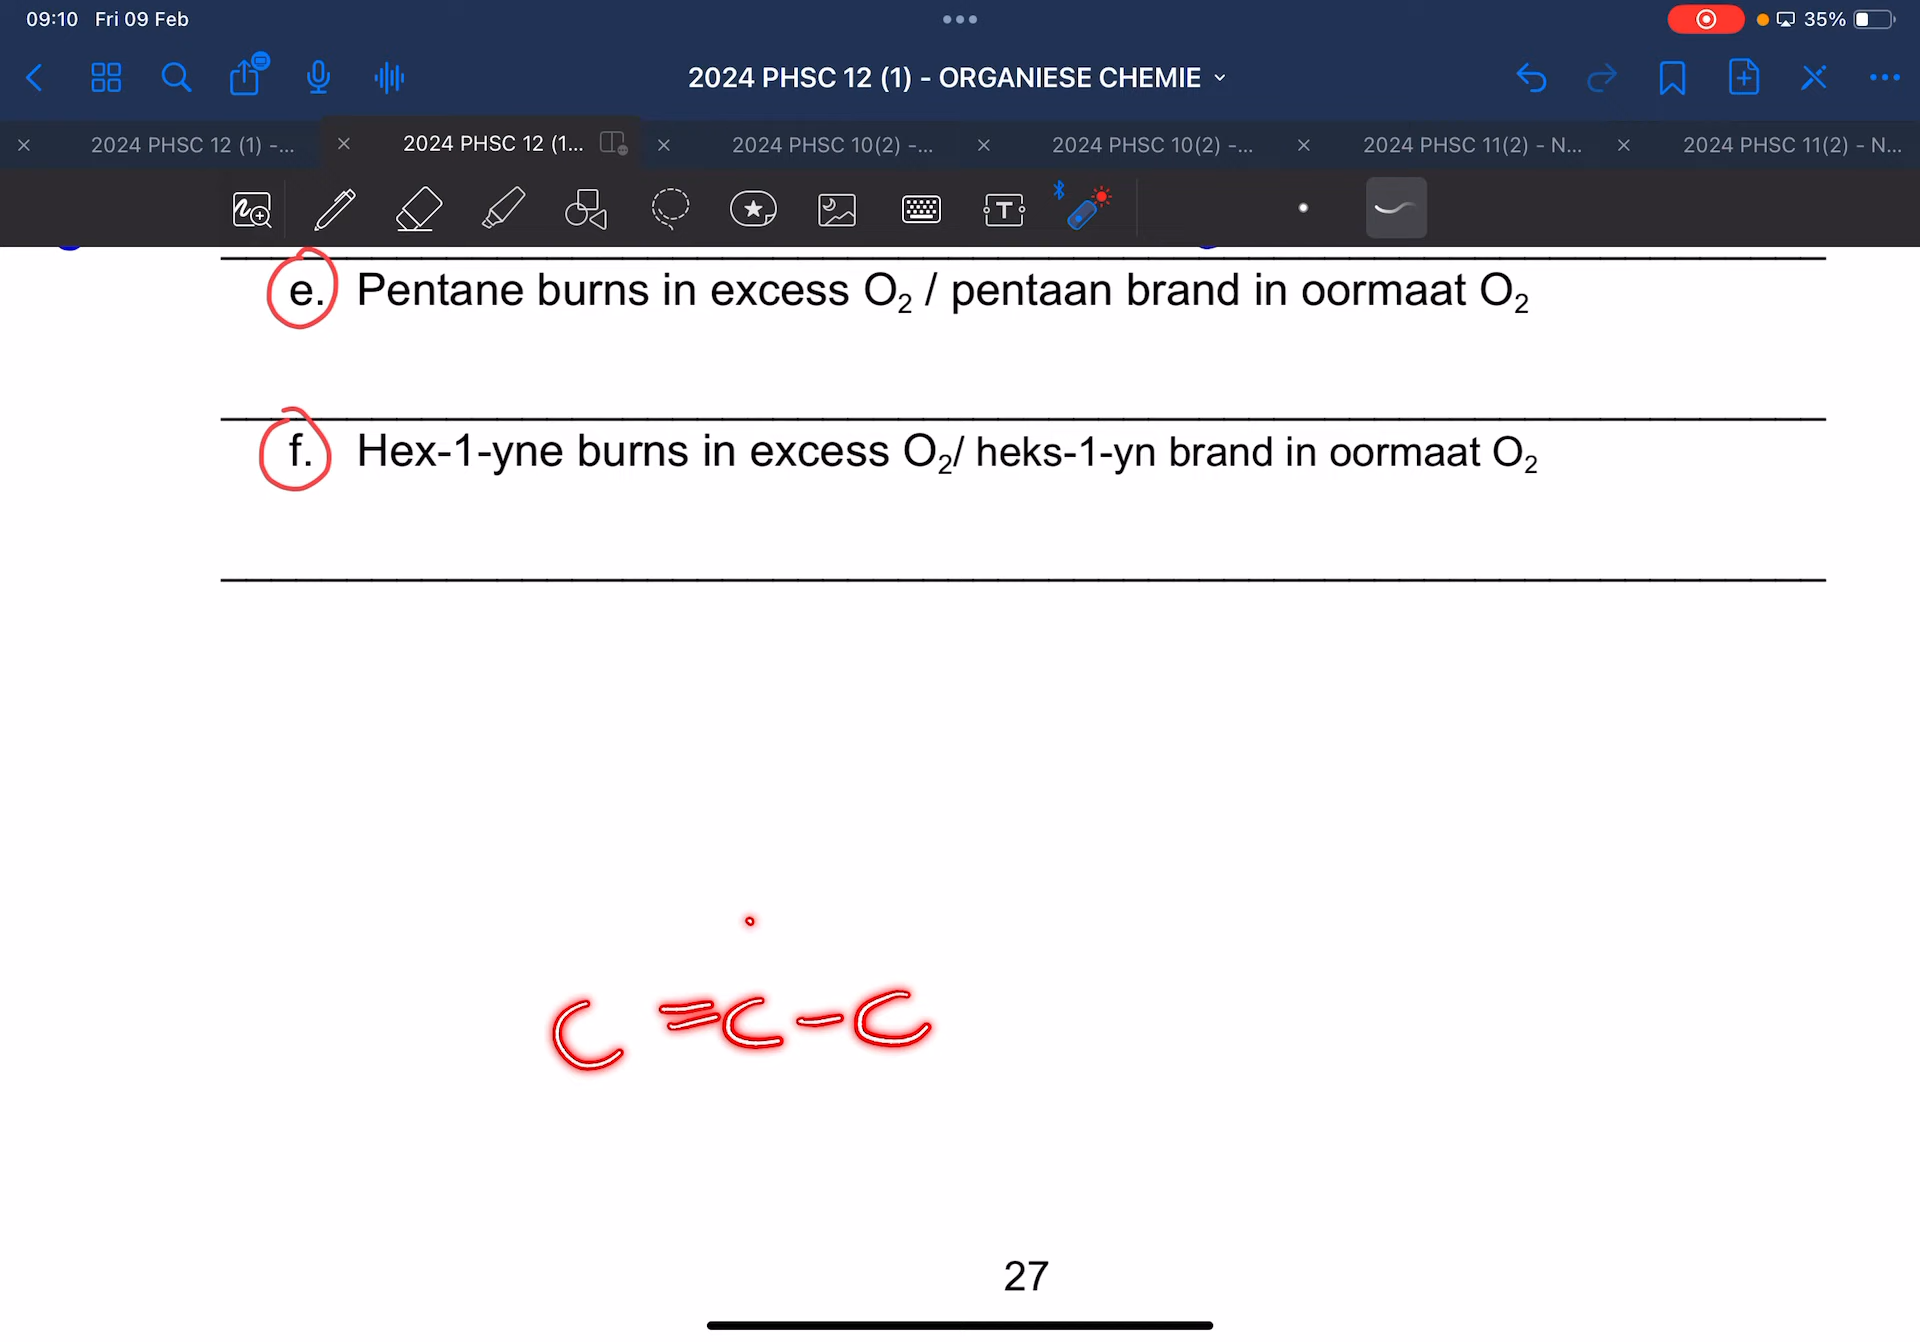 09:10 Fri 09 Feb
35%
2024 PHSC 12 (1) - ORGANIESE CHEMIE
2024 PHSC 12 (1) -...
2024 PHSC 12 (1...
2024 PHSC 10(2) -...
2024 PHSC 10(2) -...
2024 PHSC 11(2) - N...
2024 PHSC 11(2) - N...
T
e. Pentane burns in excess O₂ / pentaan brand in oormaat O₂
f. Hex-1-yne burns in excess O₂/ heks-1-yn brand in oormaat O₂
C = C - C
27